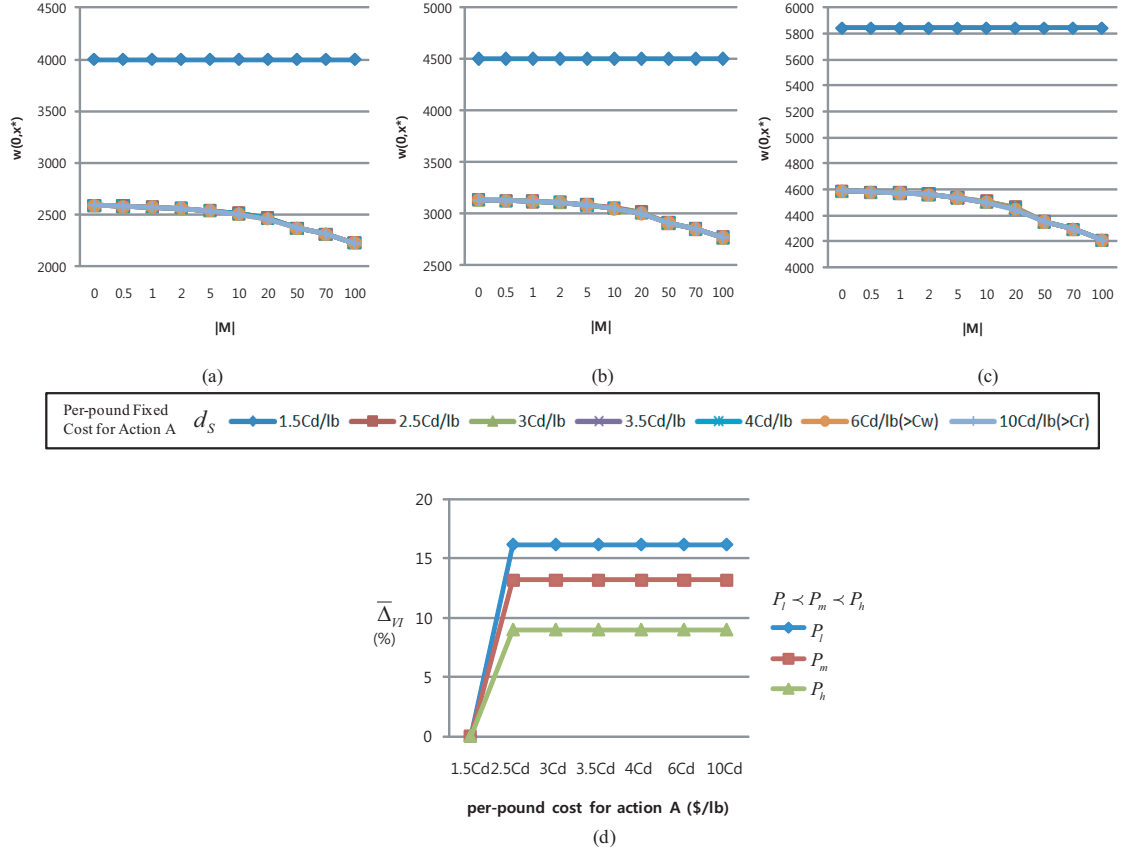 4500
4000
3500
3000
2500
2000
w(0,x*)
0 0.5 1 2 5 10 20 50 70 100
|M|
(a)
5000
4500
4000
3500
3000
2500
w(0,x*)
0 0.5 1 2 5 10 20 50 70 100
|M|
(b)
6000
5800
5600
5400
5200
5000
4800
4600
4400
4200
4000
w(0,x*)
0 0.5 1 2 5 10 20 50 70 100
|M|
(c)
Per-pound Fixed
Cost for Action A
d_S
1.5Cd/lb 2.5Cd/lb 3Cd/lb 3.5Cd/lb 4Cd/lb 6Cd/lb(>Cw) 10Cd/lb(>Cr)
20
15
10
5
0
Δ̅_VI
(%)
1.5Cd 2.5Cd 3Cd 3.5Cd 4Cd 6Cd 10Cd
per-pound cost for action A ($/lb)
P_l ≺ P_m ≺ P_h
P_l
P_m
P_h
(d)